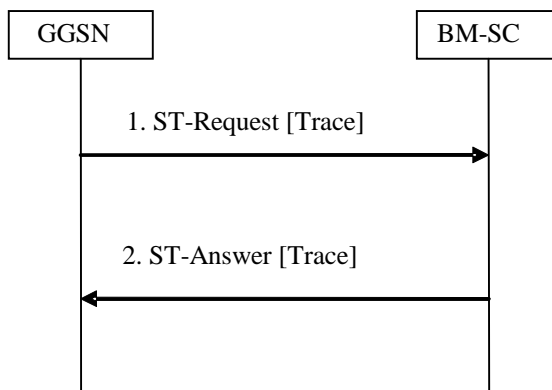 GGSN
BM-SC
1. ST-Request [Trace]
2. ST-Answer [Trace]